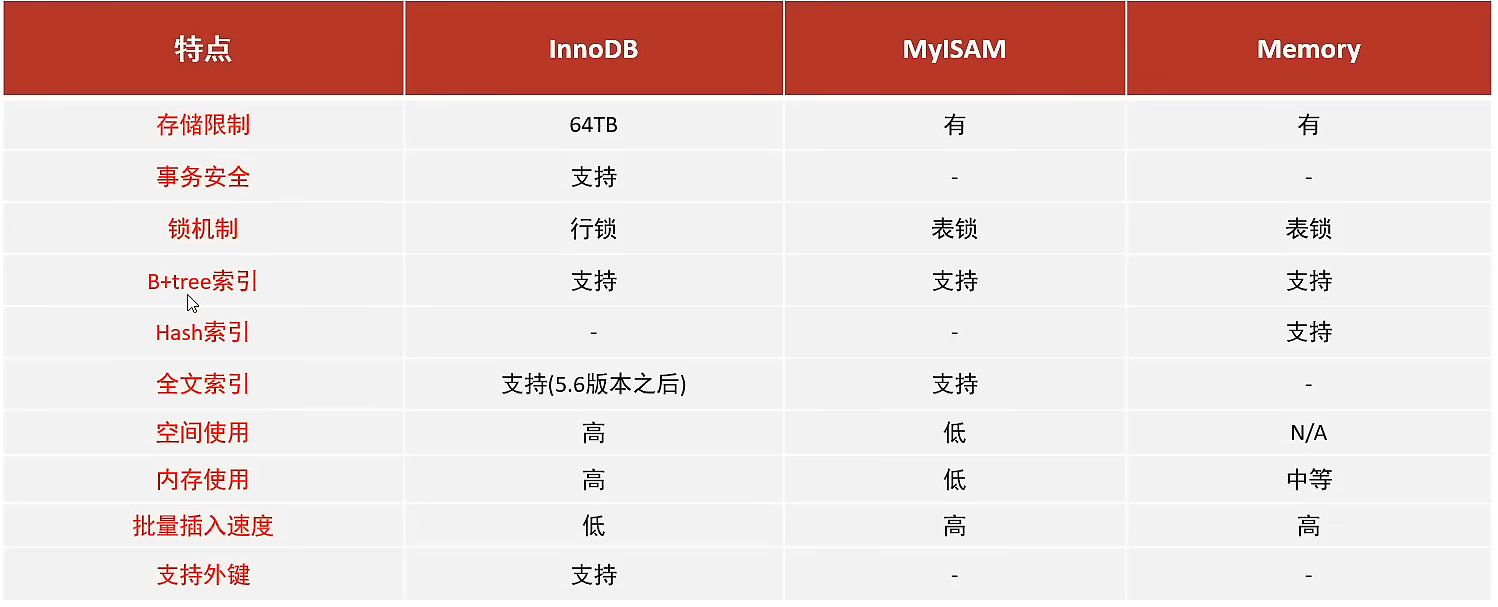 特点 InnoDB MyISAM Memory
存储限制 64TB 有 有
事务安全 支持 - -
锁机制 行锁 表锁 表锁
B+tree索引 支持 支持 支持
Hash索引 - - 支持
全文索引 支持(5.6版本之后) 支持 -
空间使用 高 低 N/A
内存使用 高 低 中等
批量插入速度 低 高 高
支持外键 支持 - -